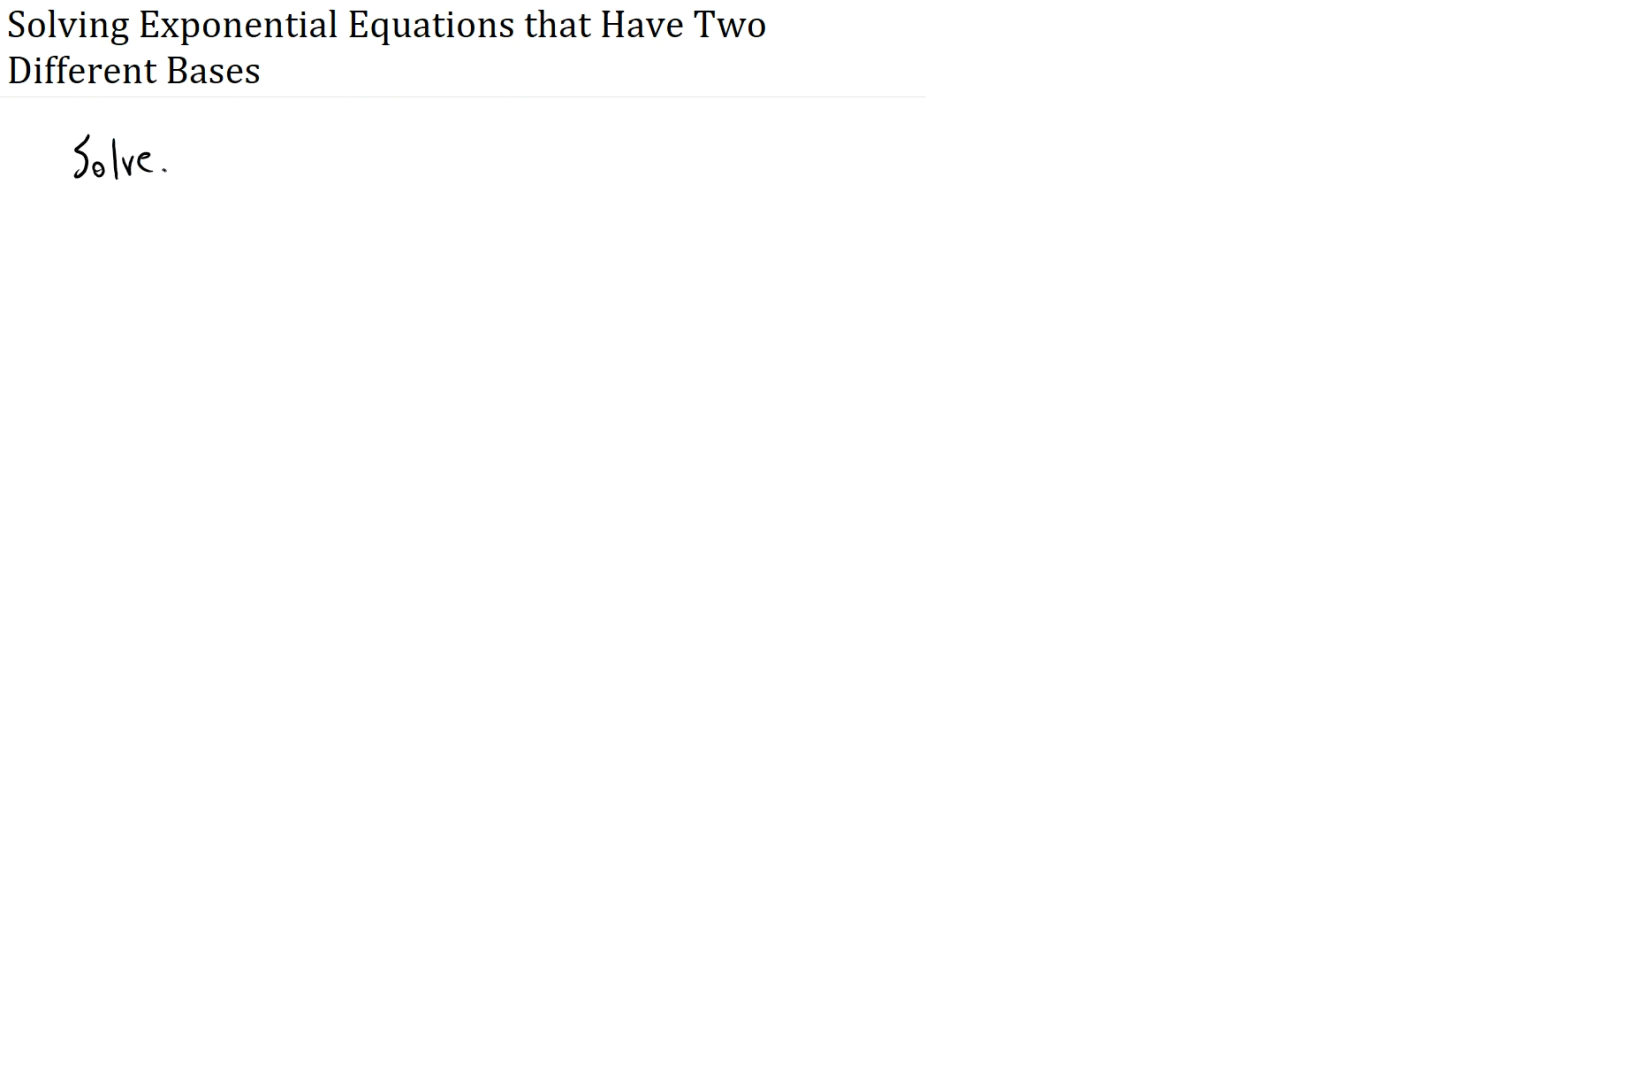 Solving Exponential Equations that Have Two
Different Bases
Solve.